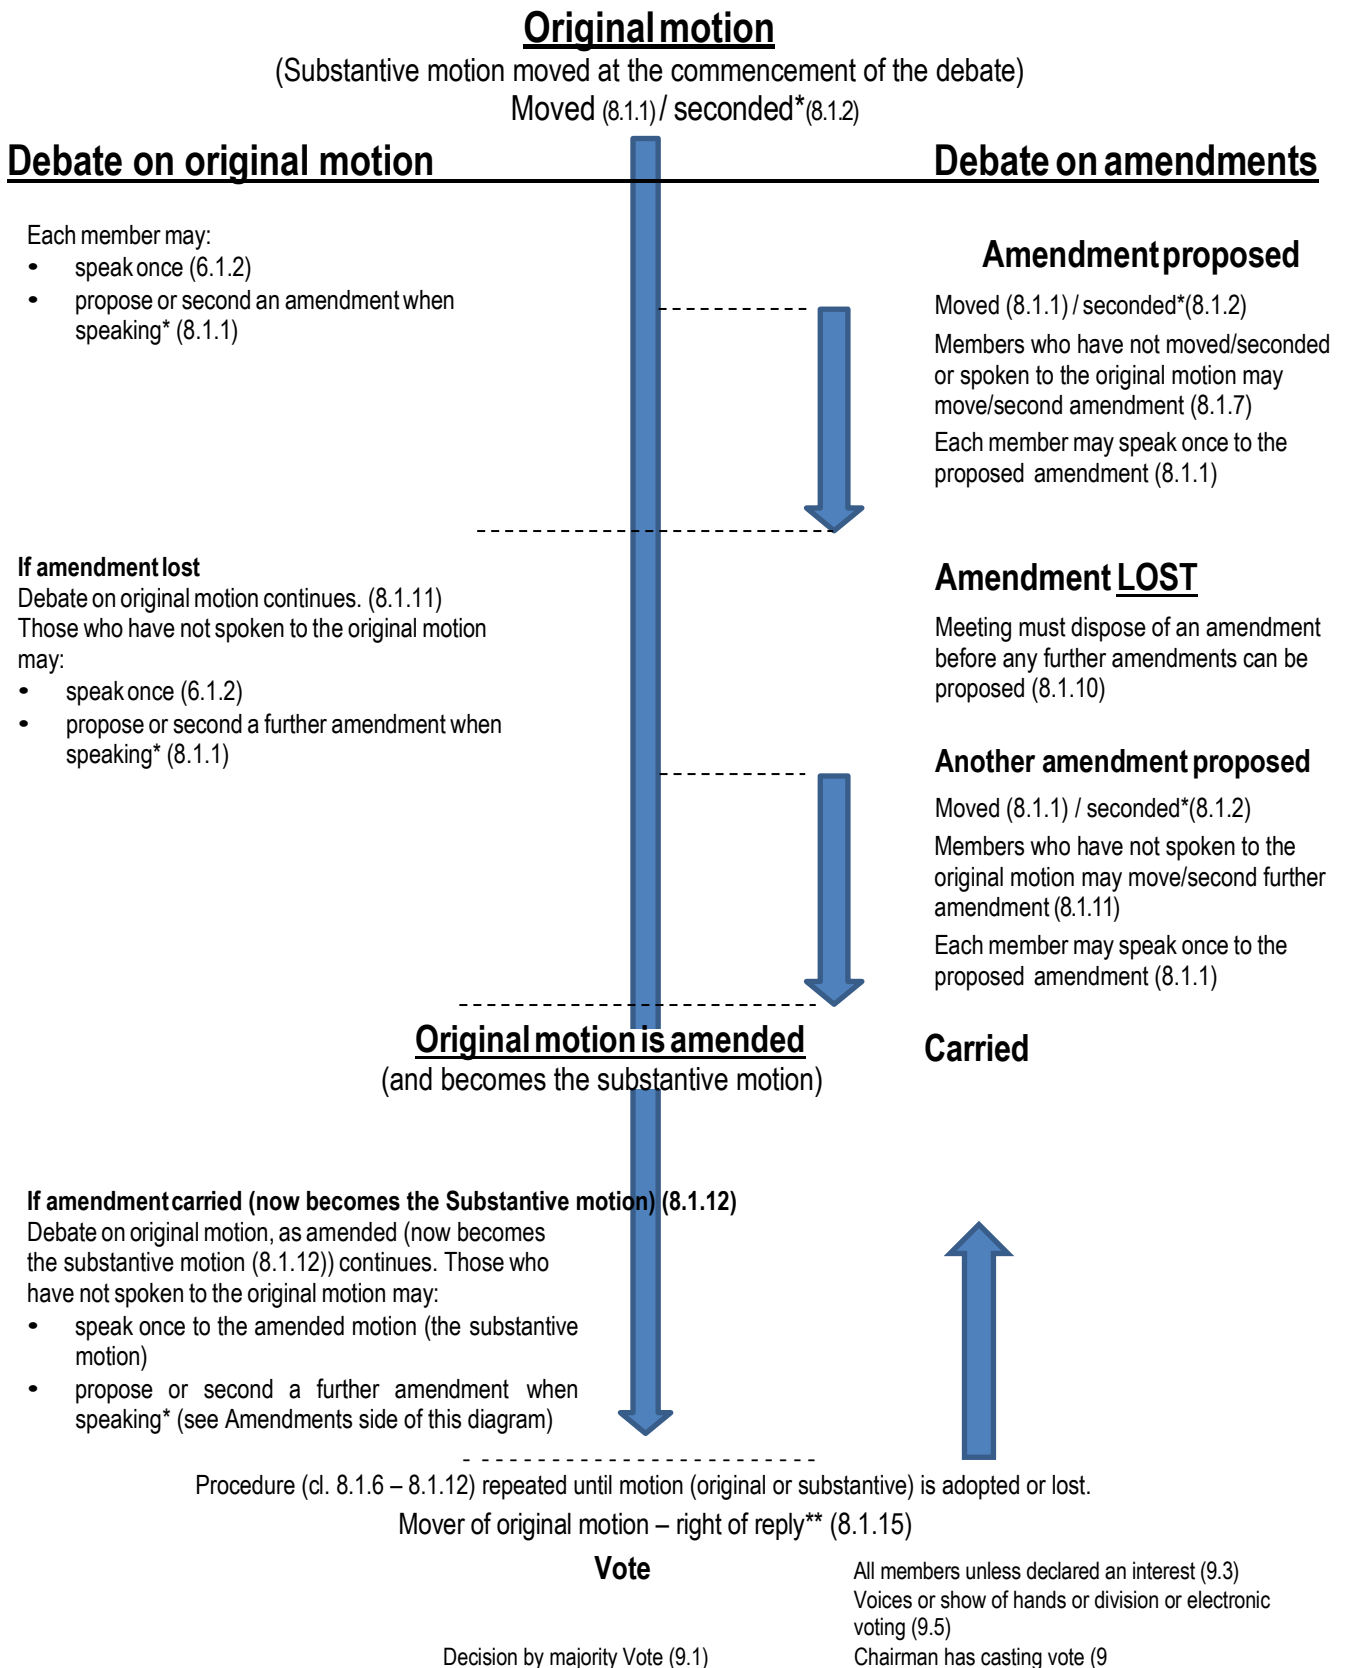 Original motion
(Substantive motion moved at the commencement of the debate)
Moved (8.1.1) / seconded*(8.1.2)
Debate on original motion
Debate on amendments
Each member may:
• speak once (6.1.2)
• propose or second an amendment when
speaking* (8.1.1)
Amendment proposed
Moved (8.1.1) / seconded*(8.1.2)
Members who have not moved/seconded
or spoken to the original motion may
move/second amendment (8.1.7)
Each member may speak once to the
proposed amendment (8.1.1)
If amendment lost
Debate on original motion continues. (8.1.11)
Those who have not spoken to the original motion
may:
• speak once (6.1.2)
• propose or second a further amendment when
speaking* (8.1.1)
Amendment LOST
Meeting must dispose of an amendment
before any further amendments can be
proposed (8.1.10)
Another amendment proposed
Moved (8.1.1) / seconded*(8.1.2)
Members who have not spoken to the
original motion may move/second further
amendment (8.1.11)
Each member may speak once to the
proposed amendment (8.1.1)
Original motion is amended
(and becomes the substantive motion)
Carried
If amendment carried (now becomes the Substantive motion) (8.1.12)
Debate on original motion, as amended (now becomes
the substantive motion (8.1.12)) continues. Those who
have not spoken to the original motion may:
• speak once to the amended motion (the substantive
motion)
• propose or second a further amendment when
speaking* (see Amendments side of this diagram)
Procedure (cl. 8.1.6 – 8.1.12) repeated until motion (original or substantive) is adopted or lost.
Mover of original motion – right of reply** (8.1.15)
Vote
All members unless declared an interest (9.3)
Voices or show of hands or division or electronic
voting (9.5)
Decision by majority Vote (9.1)
Chairman has casting vote (9